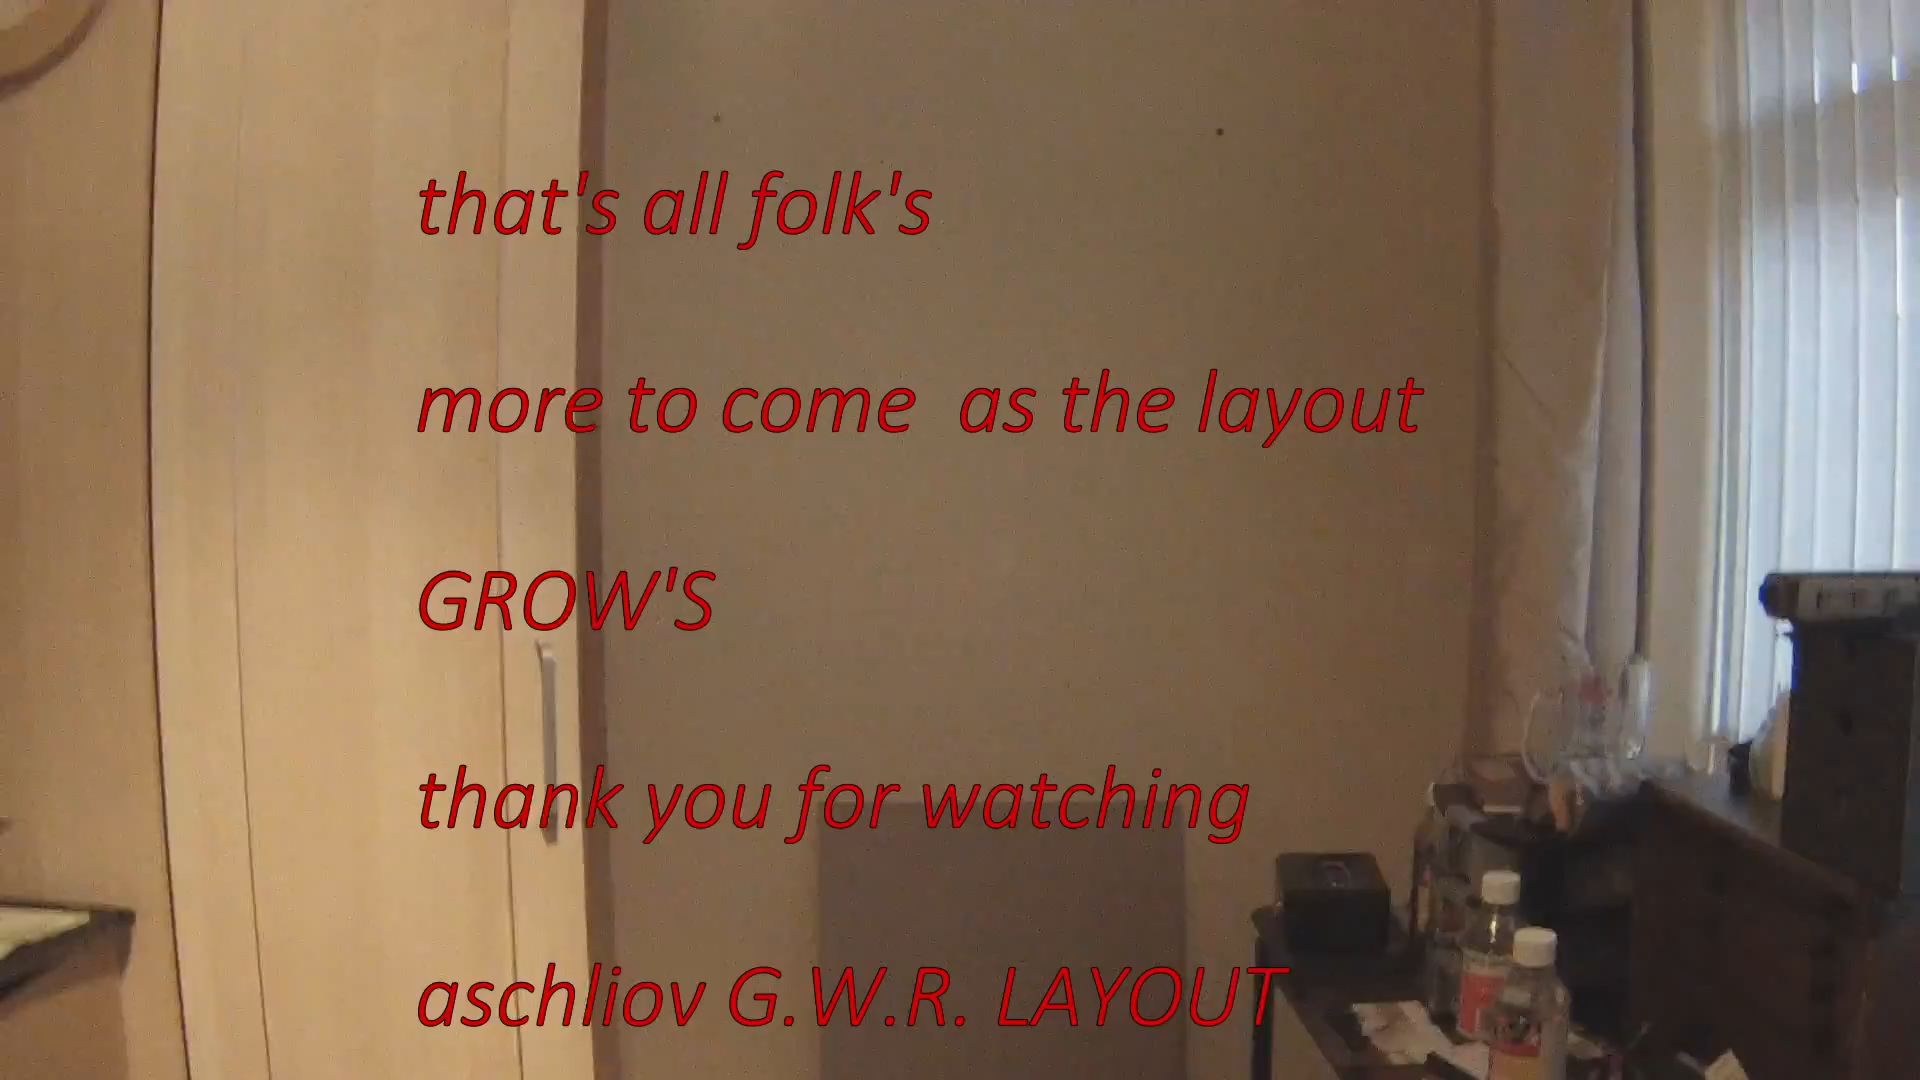 that's all folk's
more to come  as the layout
GROW'S
thank you for watching
aschliov G.W.R. LAYOUT